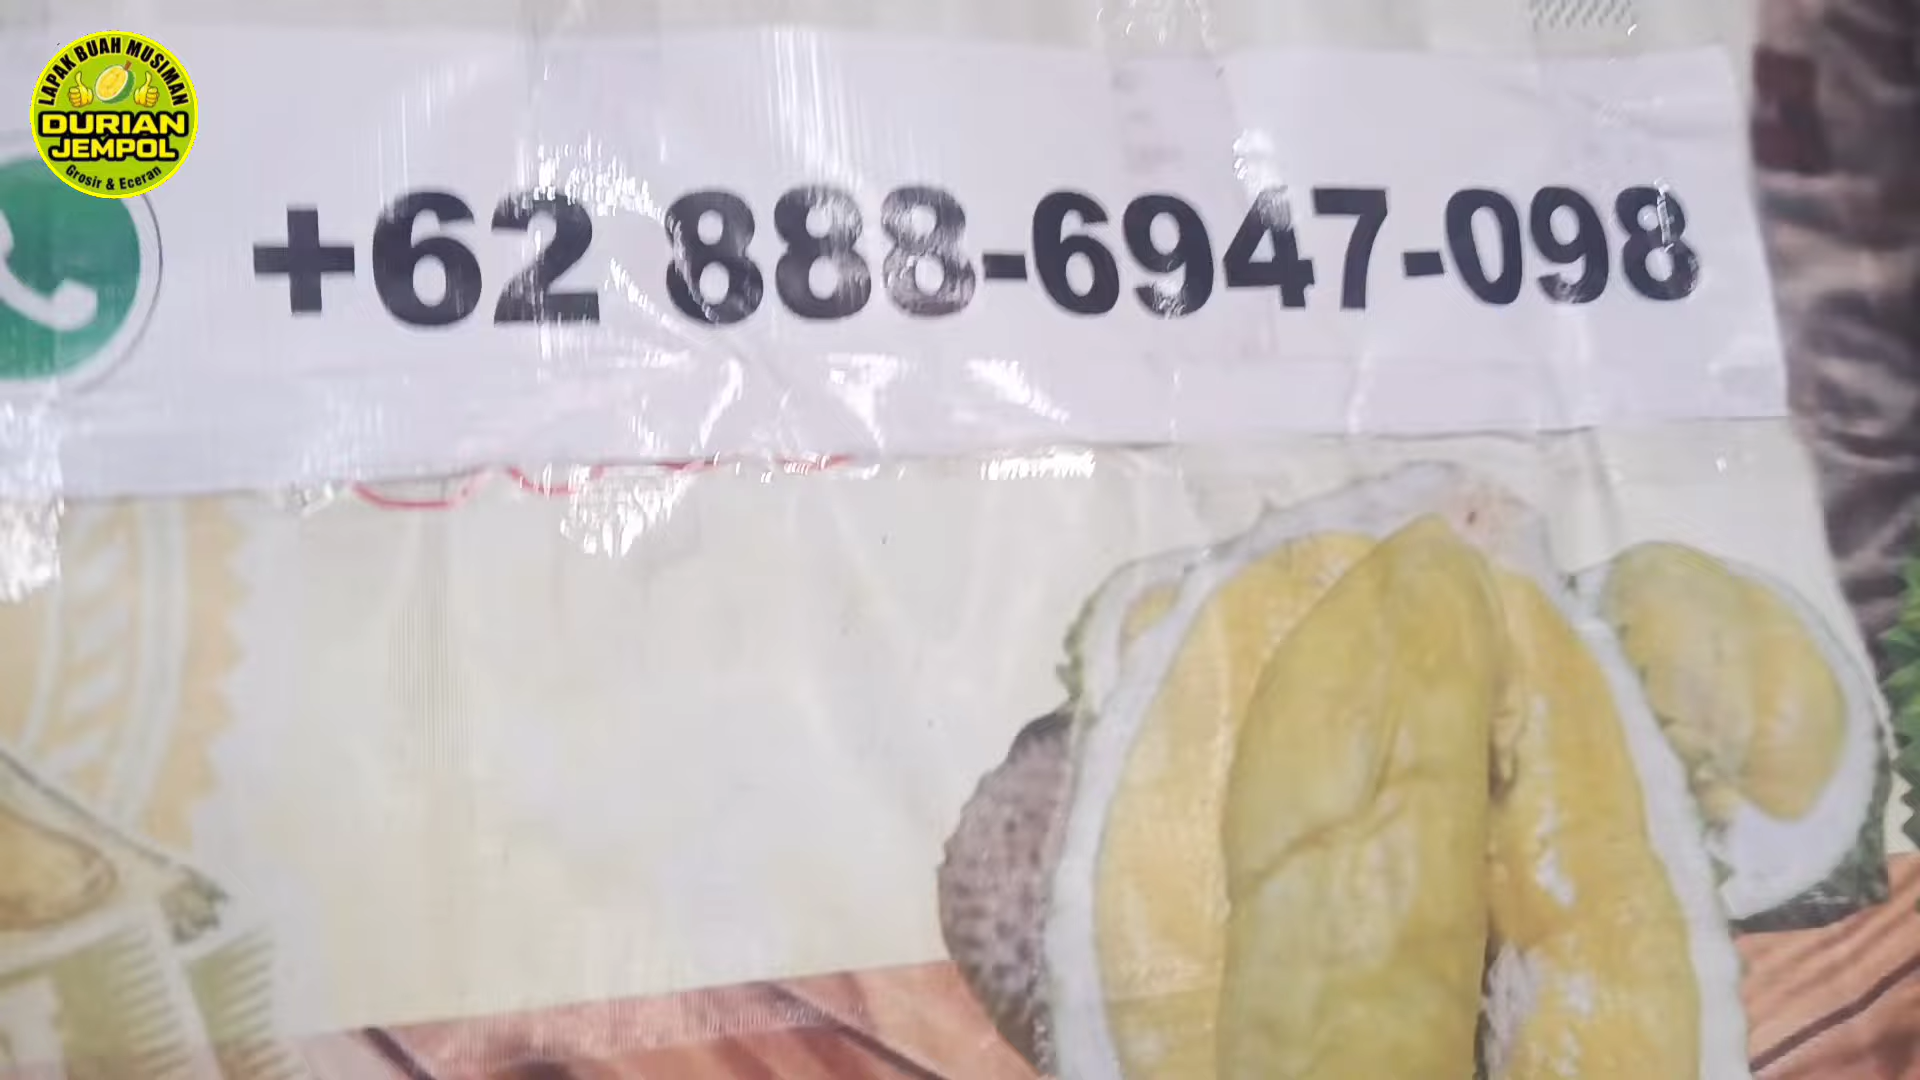 LAPAK BUAH MUSIMAN
DURIAN
JEMPOL
Grosir & Eceran
+62 888-6947-098